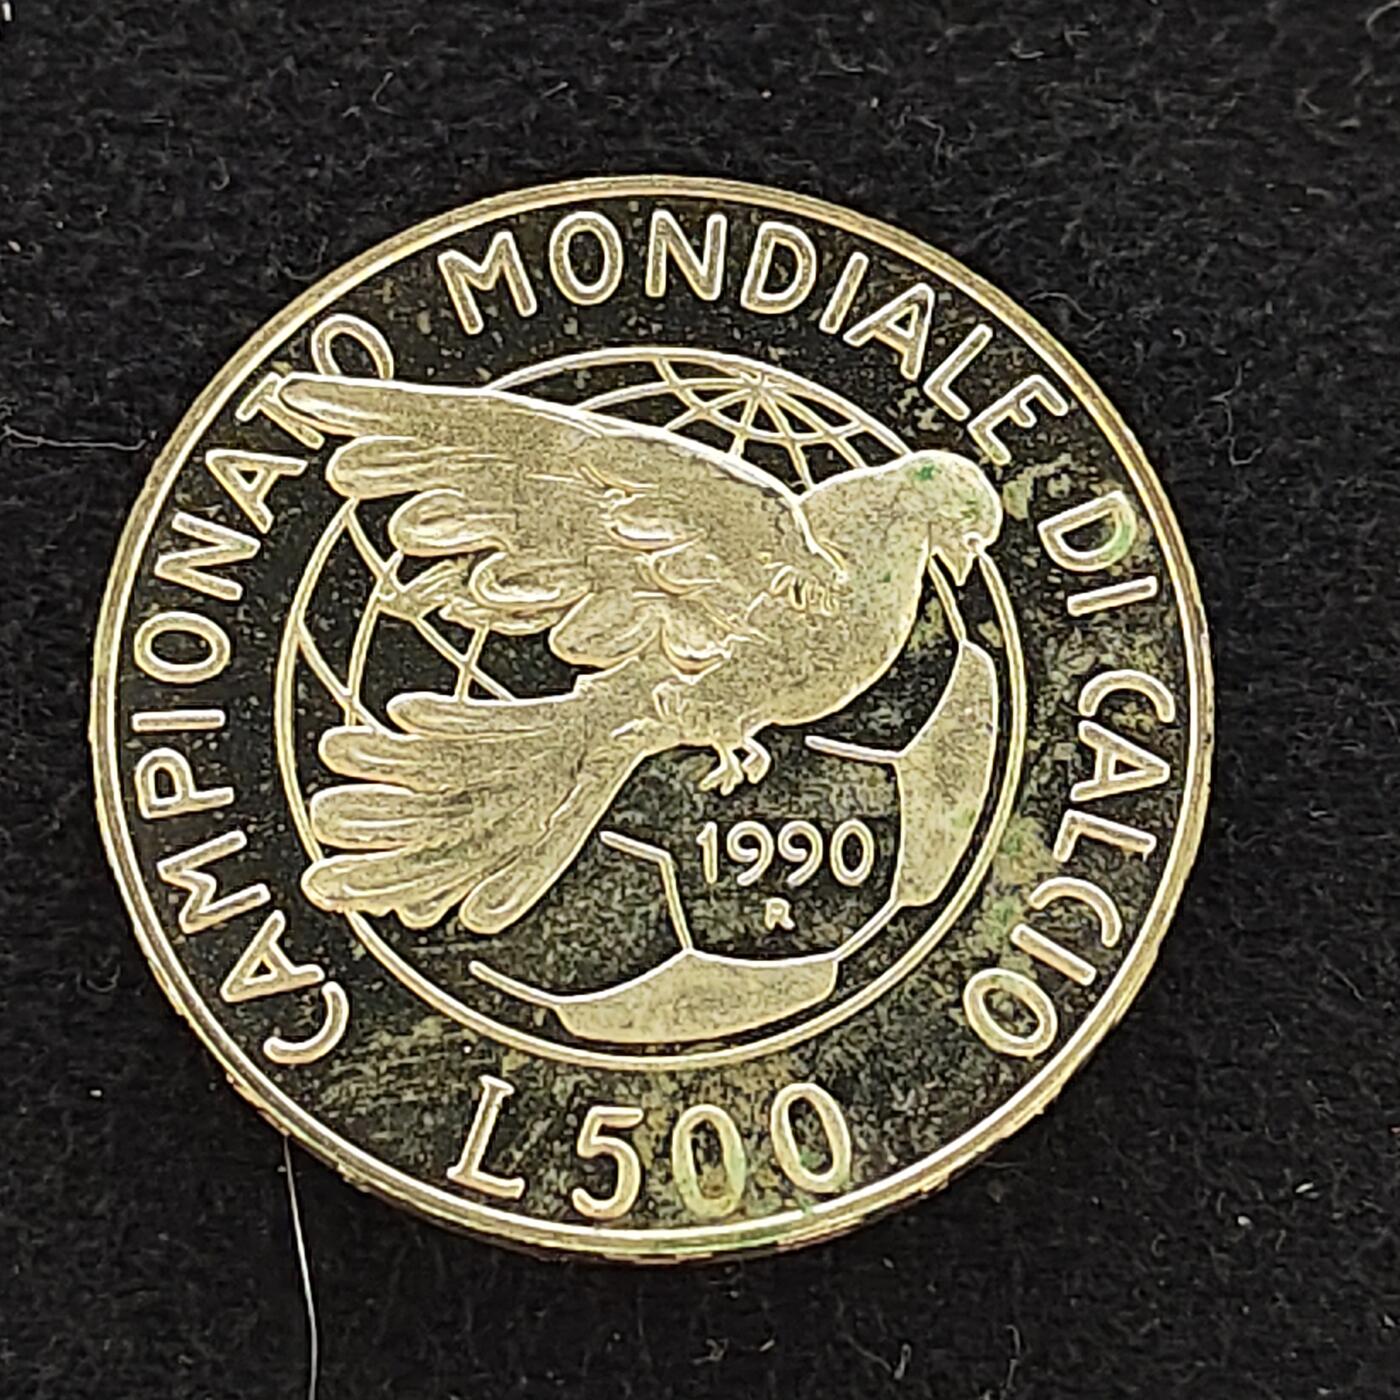 CAMPIONATO MONDIALE DI CALCIO
1990
R
L500